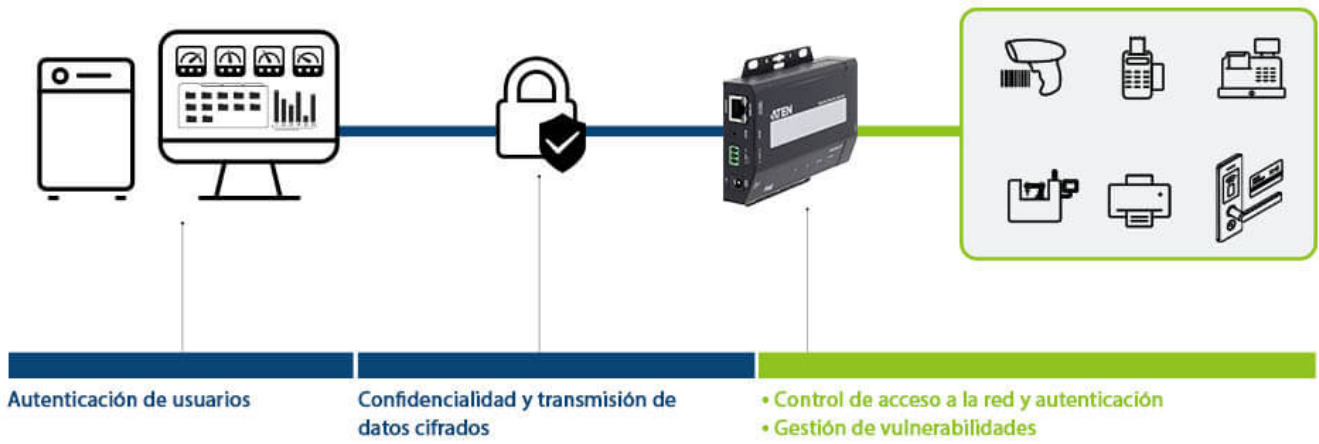 ATEN
Autenticación de usuarios
Confidencialidad y transmisión de
datos cifrados
• Control de acceso a la red y autenticación
• Gestión de vulnerabilidades